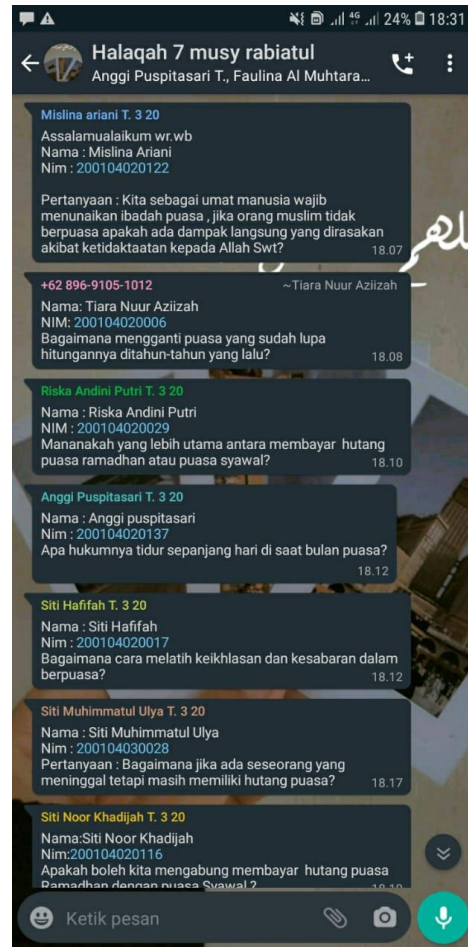 24% 18:31
Halaqah 7 musy rabiatul
Anggi Puspitasari T., Faulina Al Muhtara...
Mislina ariani T. 3 20
Assalamualaikum wr.wb
Nama : Mislina Ariani
Nim : 200104020122
Pertanyaan : Kita sebagai umat manusia wajib
menunaikan ibadah puasa , jika orang muslim tidak
berpuasa apakah ada dampak langsung yang dirasakan
akibat ketidaktaatan kepada Allah Swt? 18.07
+62 896-9105-1012 ~Tiara Nuur Aziizah
Nama: Tiara Nuur Aziizah
NIM: 200104020006
Bagaimana mengganti puasa yang sudah lupa
hitungannya ditahun-tahun yang lalu? 18.08
Riska Andini Putri T. 3 20
Nama : Riska Andini Putri
NIM : 200104020029
Mananakah yang lebih utama antara membayar hutang
puasa ramadhan atau puasa syawal? 18.10
Anggi Puspitasari T. 3 20
Nama : Anggi puspitasari
Nim : 200104020137
Apa hukumnya tidur sepanjang hari di saat bulan puasa?
18.12
Siti Hafifah T. 3 20
Nama : Siti Hafifah
Nim : 200104020017
Bagaimana cara melatih keikhlasan dan kesabaran dalam
berpuasa? 18.12
Siti Muhimmatul Ulya T. 3 20
Nama : Siti Muhimmatul Ulya
Nim : 200104030028
Pertanyaan : Bagaimana jika ada seseorang yang
meninggal tetapi masih memiliki hutang puasa? 18.17
Siti Noor Khadijah T. 3 20
Nama:Siti Noor Khadijah
Nim:200104020116
Apakah boleh kita mengabung membayar hutang puasa
Ramadhan dengan puasa Syawal ?
Ketik pesan